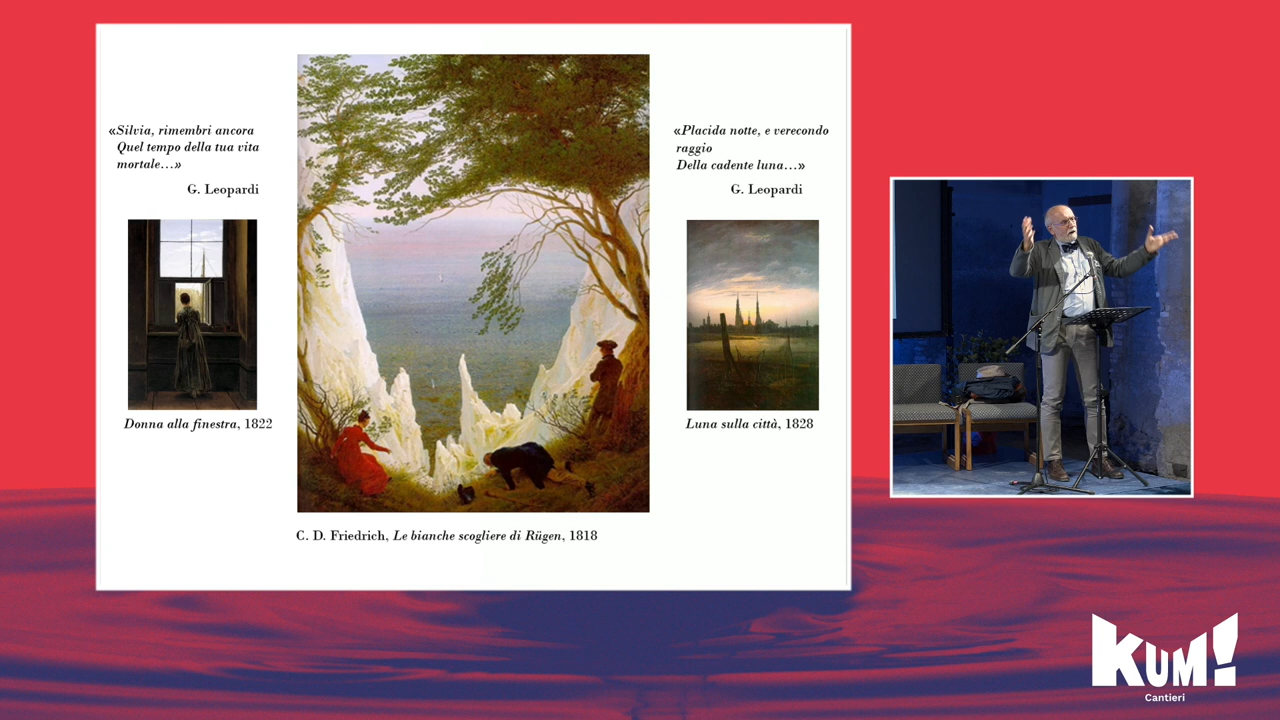 «Silvia, rimembri ancora
Quel tempo della tua vita
mortale…»
G. Leopardi
Donna alla finestra, 1822
C. D. Friedrich, Le bianche scogliere di Rügen, 1818
«Placida notte, e verecondo
raggio
Della cadente luna…»
G. Leopardi
Luna sulla città, 1828
KUM!
Cantieri